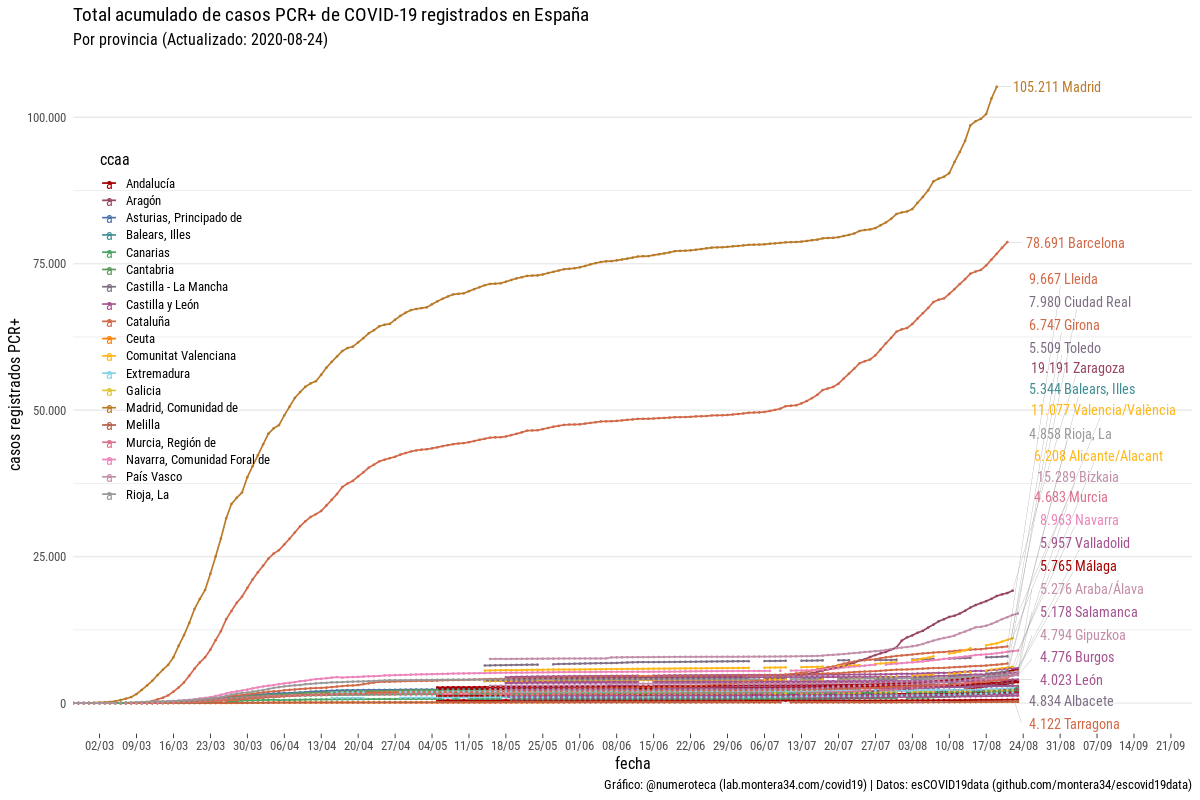 Total acumulado de casos PCR+ de COVID-19 registrados en España
Por provincia (Actualizado: 2020-08-24)
casos registrados PCR+
100.000
75.000
50.000
25.000
0
ccaa
Andalucía
Aragón
Asturias, Principado de
Balears, Illes
Canarias
Cantabria
Castilla - La Mancha
Castilla y León
Cataluña
Ceuta
Comunitat Valenciana
Extremadura
Galicia
Madrid, Comunidad de
Melilla
Murcia, Región de
Navarra, Comunidad Foral de
País Vasco
Rioja, La
105.211 Madrid
78.691 Barcelona
9.667 Lleida
7.980 Ciudad Real
6.747 Girona
5.509 Toledo
19.191 Zaragoza
5.344 Balears, Illes
11.077 Valencia/València
4.858 Rioja, La
6.208 Alicante/Alacant
15.289 Bizkaia
4.683 Murcia
8.963 Navarra
5.957 Valladolid
5.765 Málaga
5.276 Araba/Álava
5.178 Salamanca
4.794 Gipuzkoa
4.776 Burgos
4.023 León
4.834 Albacete
4.122 Tarragona
02/03 09/03 16/03 23/03 30/03 06/04 13/04 20/04 27/04 04/05 11/05 18/05 25/05 01/06 08/06 15/06 22/06 29/06 06/07 13/07 20/07 27/07 03/08 10/08 17/08 24/08 31/08 07/09 14/09 21/09
fecha
Gráfico: @numeroteca (lab.montera34.com/covid19) | Datos: esCOVID19data (github.com/montera34/escovid19data)